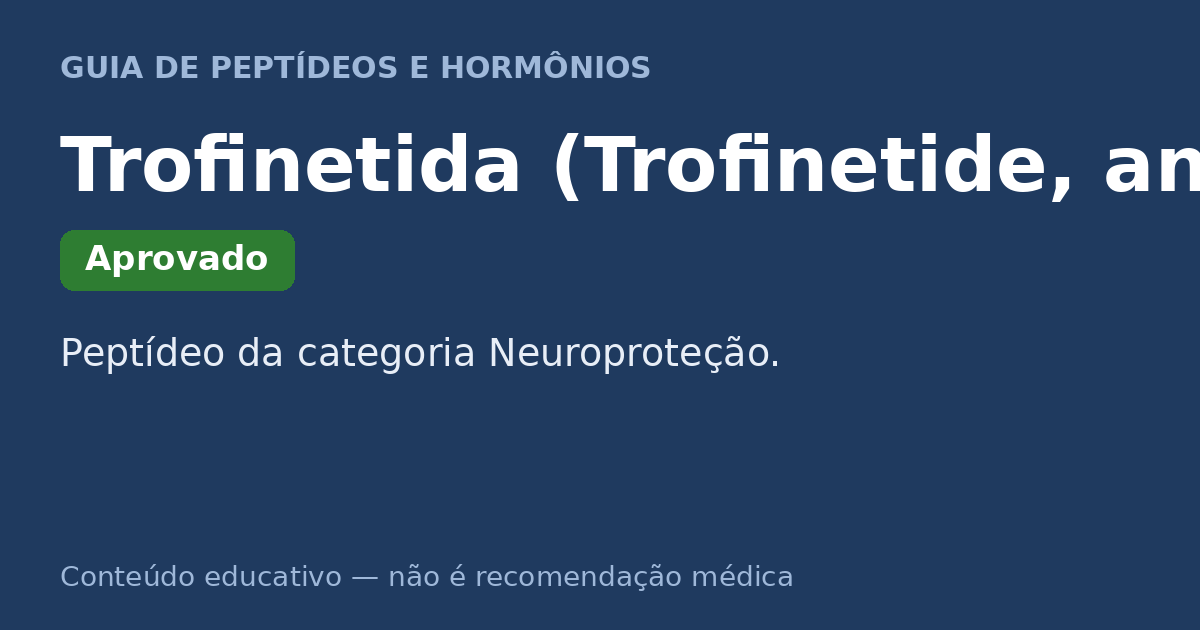 GUIA DE PEPTÍDEOS E HORMÔNIOS
Trofinetida (Trofinetide, an
Aprovado
Peptídeo da categoria Neuroproteção.
Conteúdo educativo — não é recomendação médica